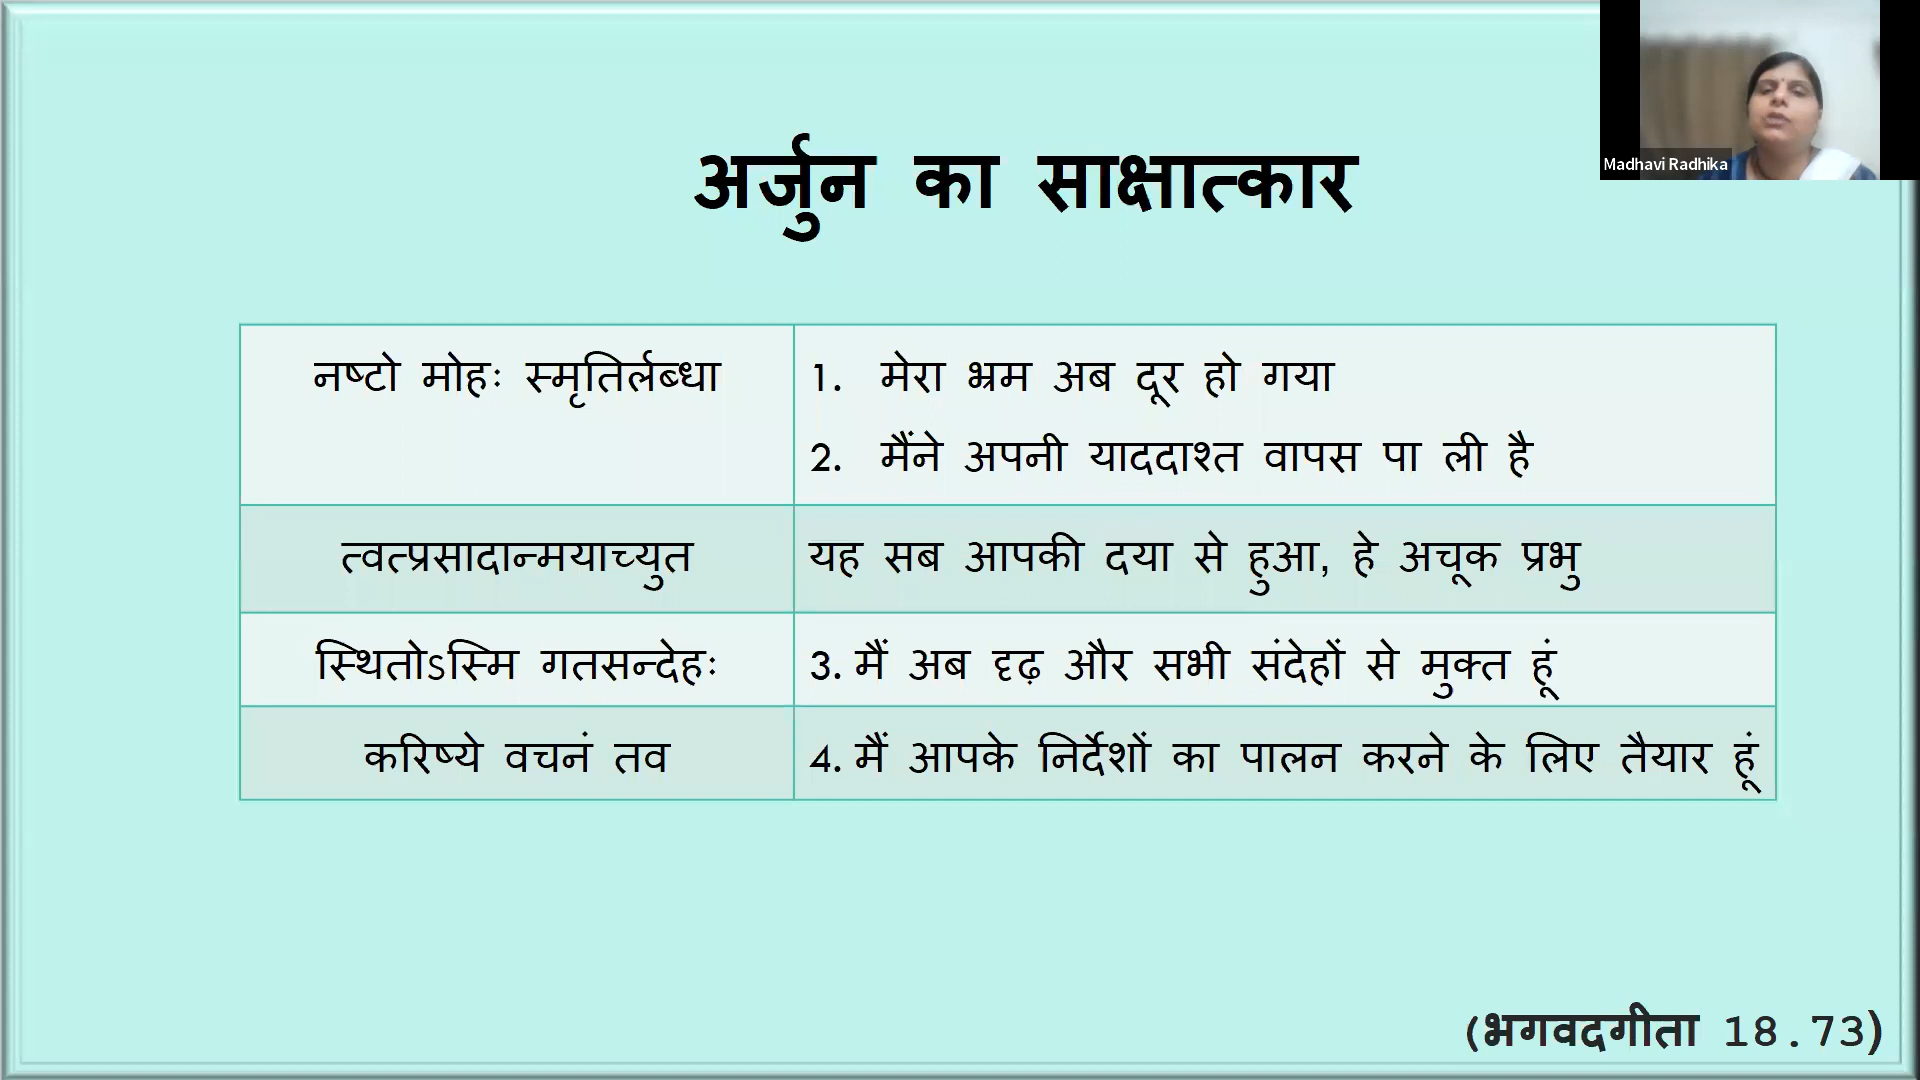 Madhavi Radhika
अर्जुन का साक्षात्कार
नष्टो मोहः स्मृतिर्लब्धा
1. मेरा भ्रम अब दूर हो गया
2. मैंने अपनी याददाश्त वापस पा ली है
त्वत्प्रसादान्मयाच्युत
यह सब आपकी दया से हुआ, हे अचूक प्रभु
स्थितोऽस्मि गतसन्देहः
3. मैं अब दृढ़ और सभी संदेहों से मुक्त हूं
करिष्ये वचनं तव
4. मैं आपके निर्देशों का पालन करने के लिए तैयार हूं
(भगवदगीता 18.73)